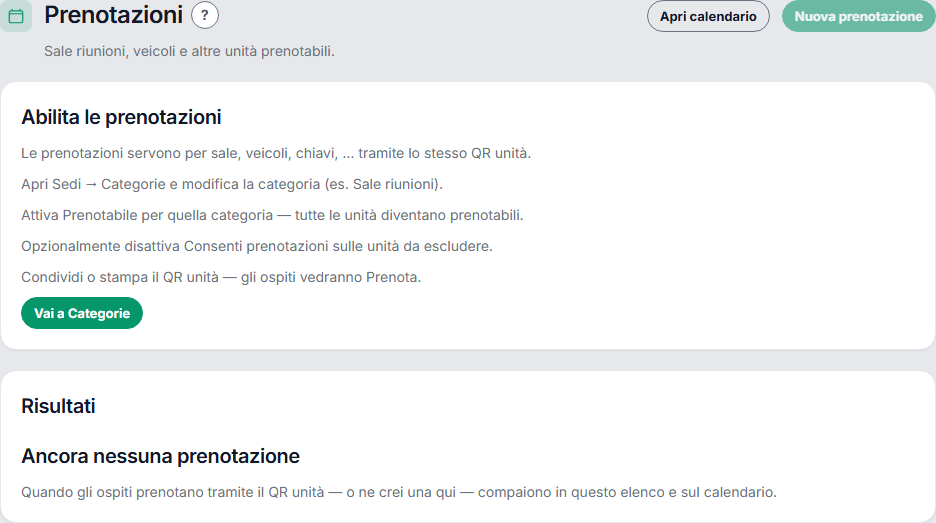 Prenotazioni
?
Apri calendario
Nuova prenotazione
Sale riunioni, veicoli e altre unità prenotabili.
Abilita le prenotazioni
Le prenotazioni servono per sale, veicoli, chiavi, … tramite lo stesso QR unità.
Apri Sedi → Categorie e modifica la categoria (es. Sale riunioni).
Attiva Prenotabile per quella categoria — tutte le unità diventano prenotabili.
Opzionalmente disattiva Consenti prenotazioni sulle unità da escludere.
Condividi o stampa il QR unità — gli ospiti vedranno Prenota.
Vai a Categorie
Risultati
Ancora nessuna prenotazione
Quando gli ospiti prenotano tramite il QR unità — o ne crei una qui — compaiono in questo elenco e sul calendario.